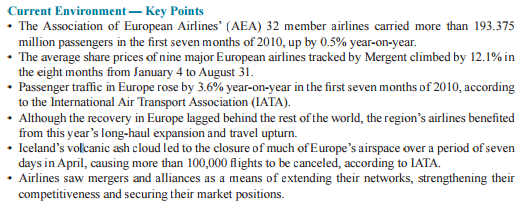 Current Environment — Key Points
• The Association of European Airlines' (AEA) 32 member airlines carried more than 193.375
million passengers in the first seven months of 2010, up by 0.5% year-on-year.
• The average share prices of nine major European airlines tracked by Mergent climbed by 12.1% in
the eight months from January 4 to August 31.
• Passenger traffic in Europe rose by 3.6% year-on-year in the first seven months of 2010, according
to the International Air Transport Association (IATA).
• Although the recovery in Europe lagged behind the rest of the world, the region's airlines benefited
from this year's long-haul expansion and travel upturn.
• Iceland's volcanic ash cloud led to the closure of much of Europe's airspace over a period of seven
days in April, causing more than 100,000 flights to be canceled, according to IATA.
• Airlines saw mergers and alliances as a means of extending their networks, strengthening their
competitiveness and securing their market positions.